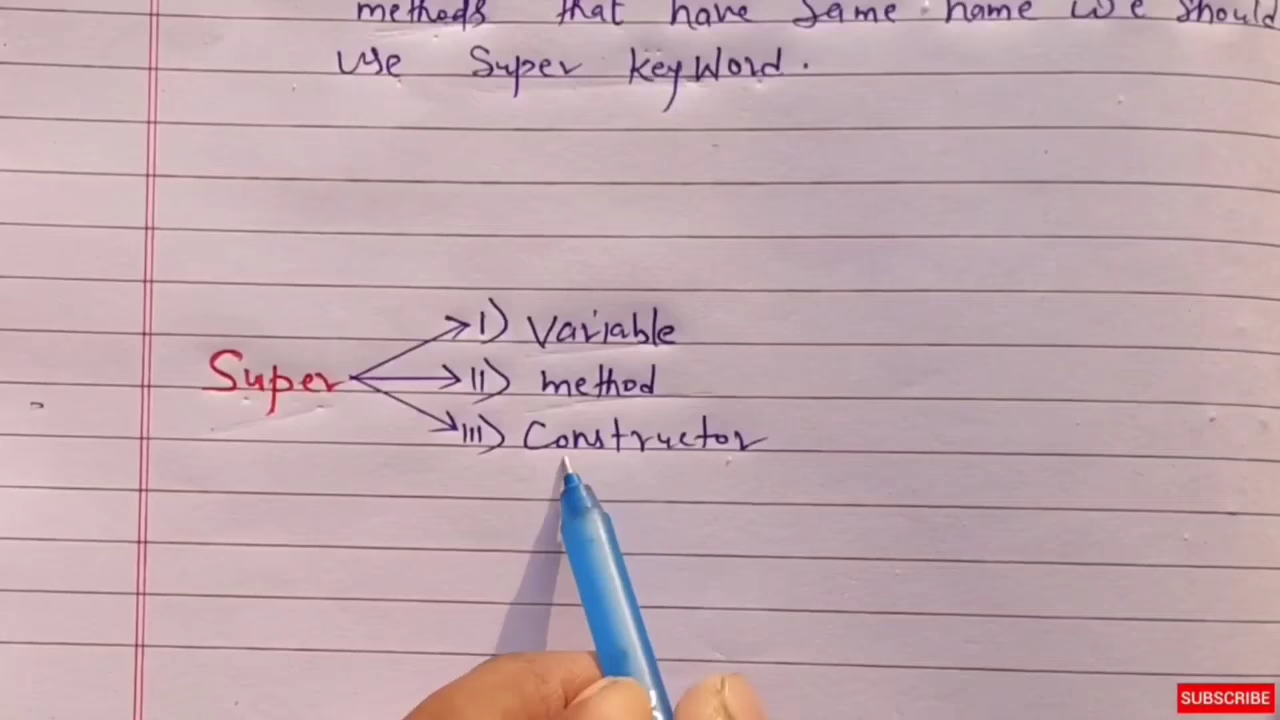 methods that have same name we should
use Super keyword.
I) Variable
Super II) method
III) Constructor
SUBSCRIBE